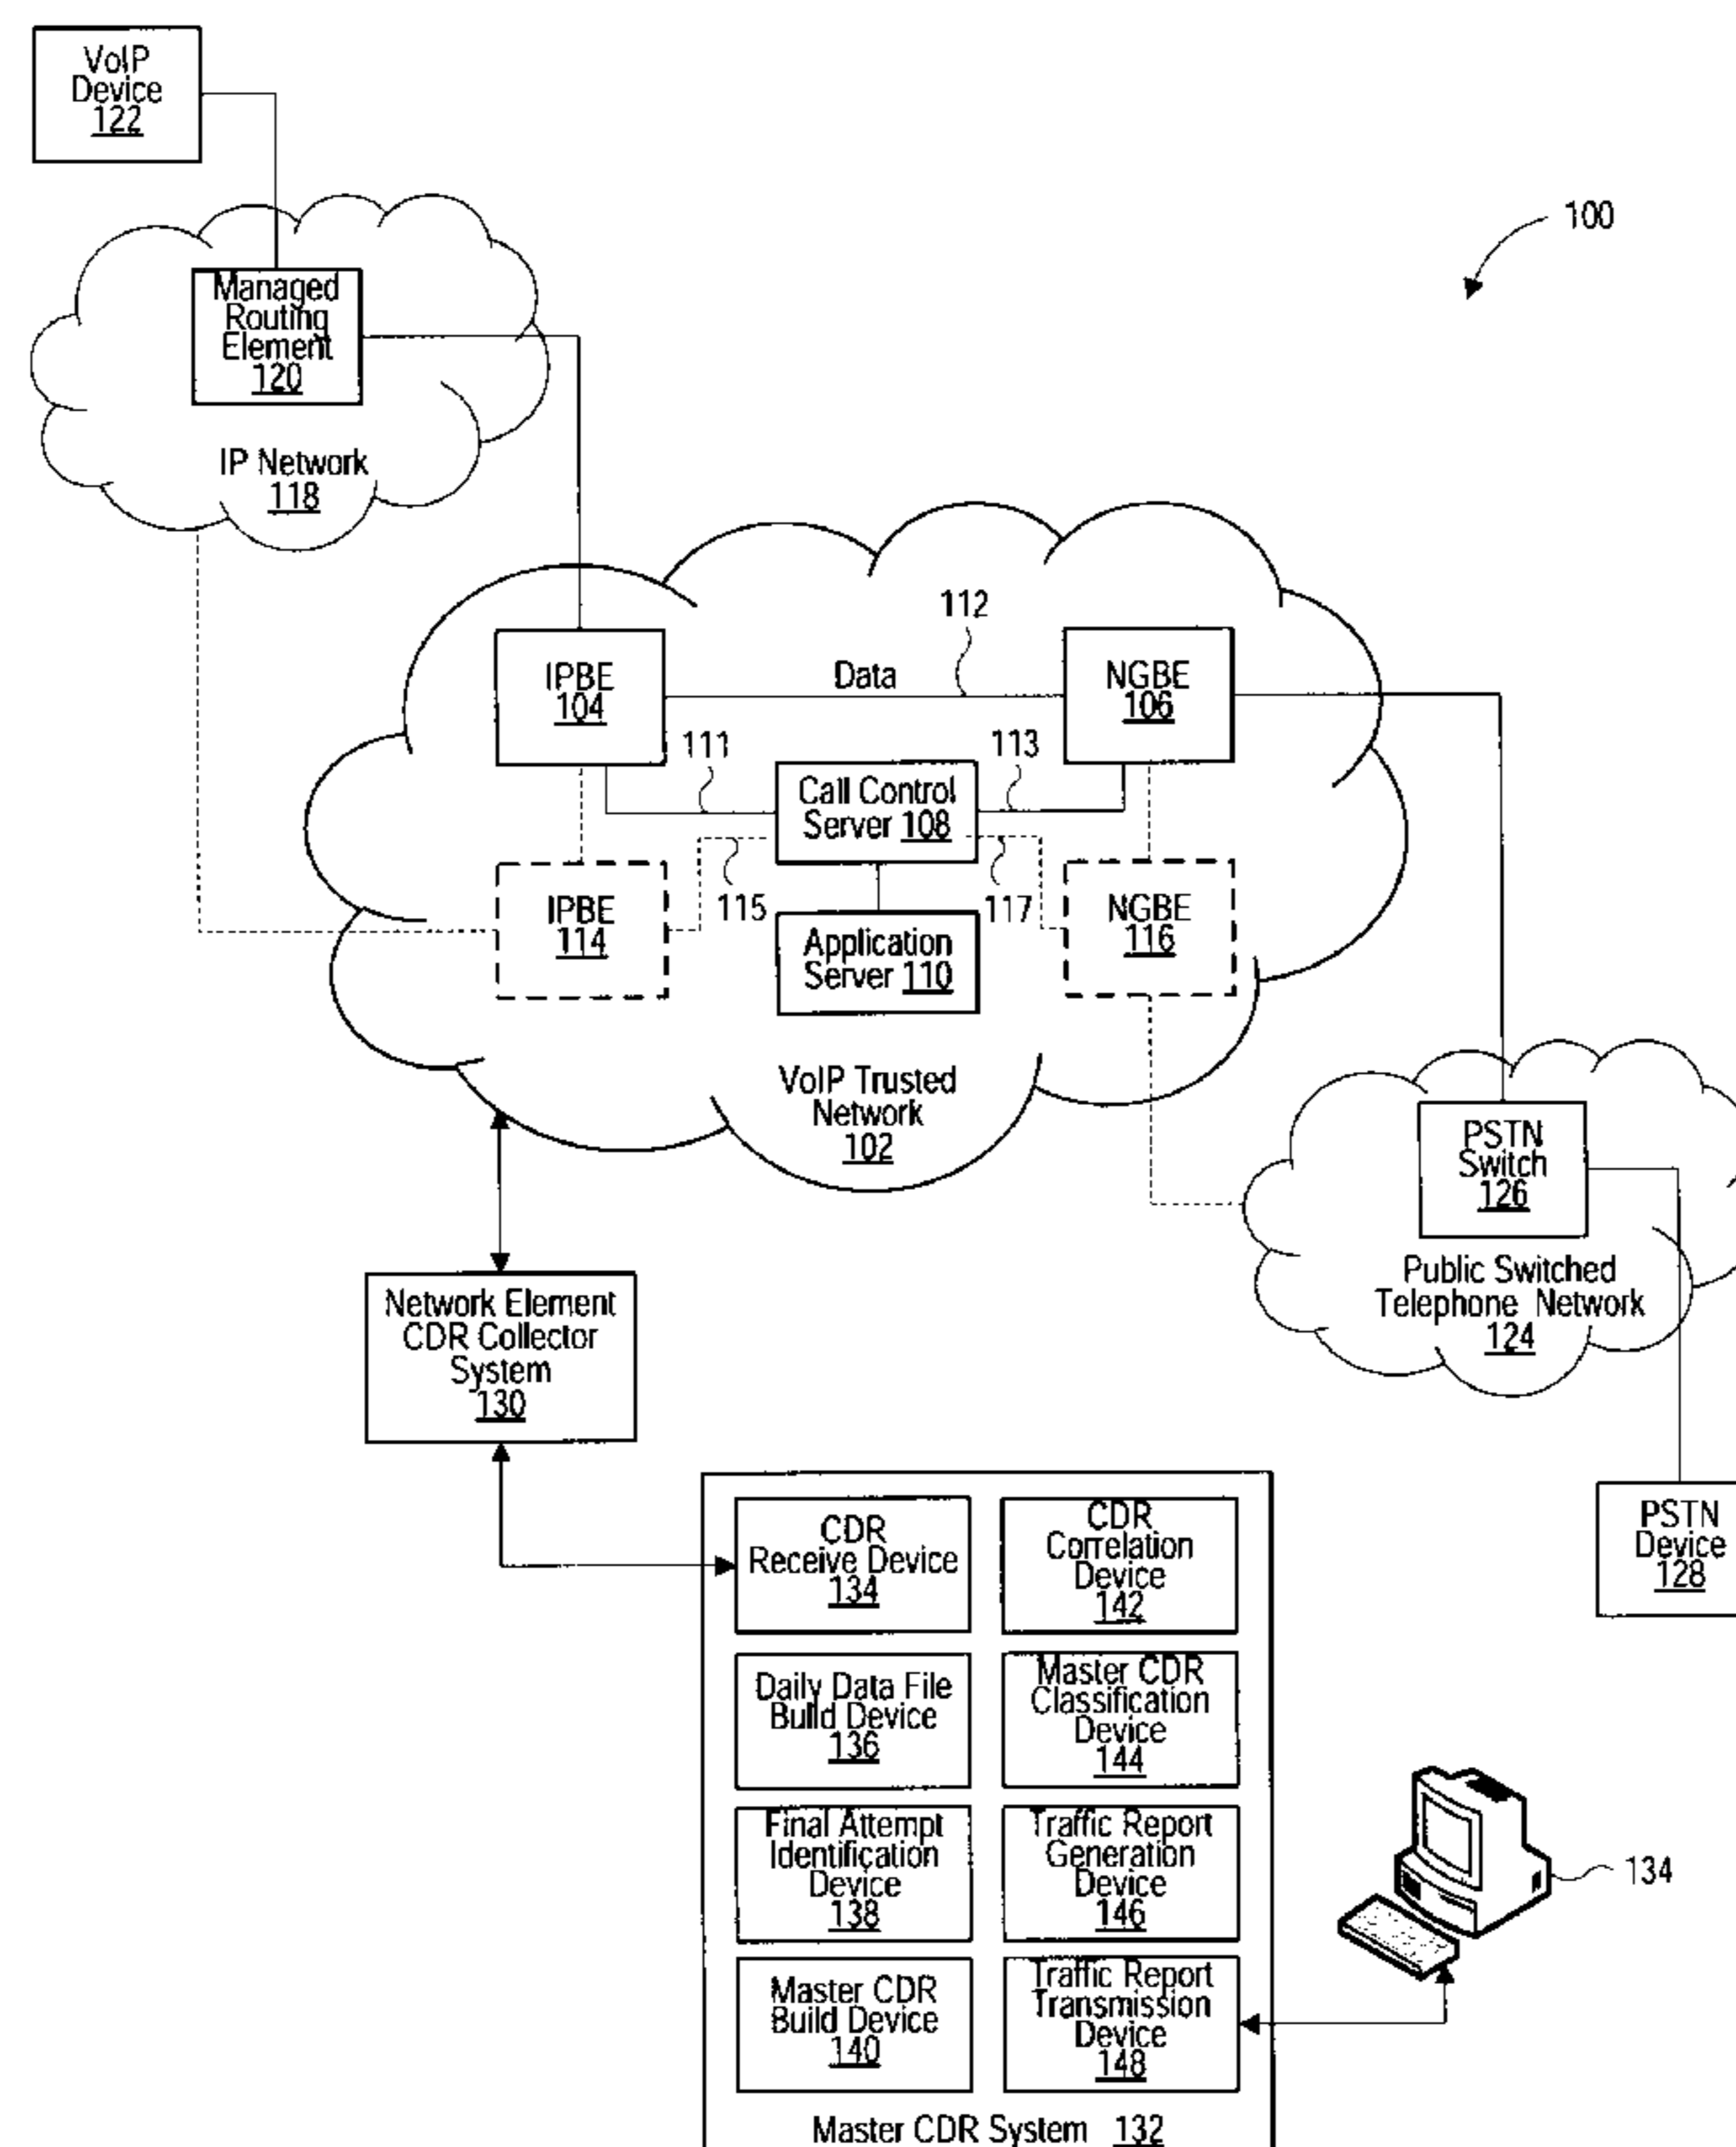 VoIP
Device
122
100
Managed
Routing
Element
120
IP Network
118
112
IPBE
104
Data
NGBE
106
111
113
Call Control
Server 108
115
117
IPBE
114
NGBE
116
Application
Server 110
VoIP Trusted
Network
102
PSTN
Switch
126
Public Switched
Telephone Network
124
Network Element
CDR Collector
System
130
PSTN
Device
128
CDR
Receive Device
134
CDR
Correlation
Device
142
Daily Data File
Build Device
136
Master CDR
Classification
Device
144
Final Attempt
Identification
Device
138
Traffic Report
Generation
Device
146
134
Master CDR
Build Device
140
Traffic Report
Transmission
Device
148
Master CDR System 132